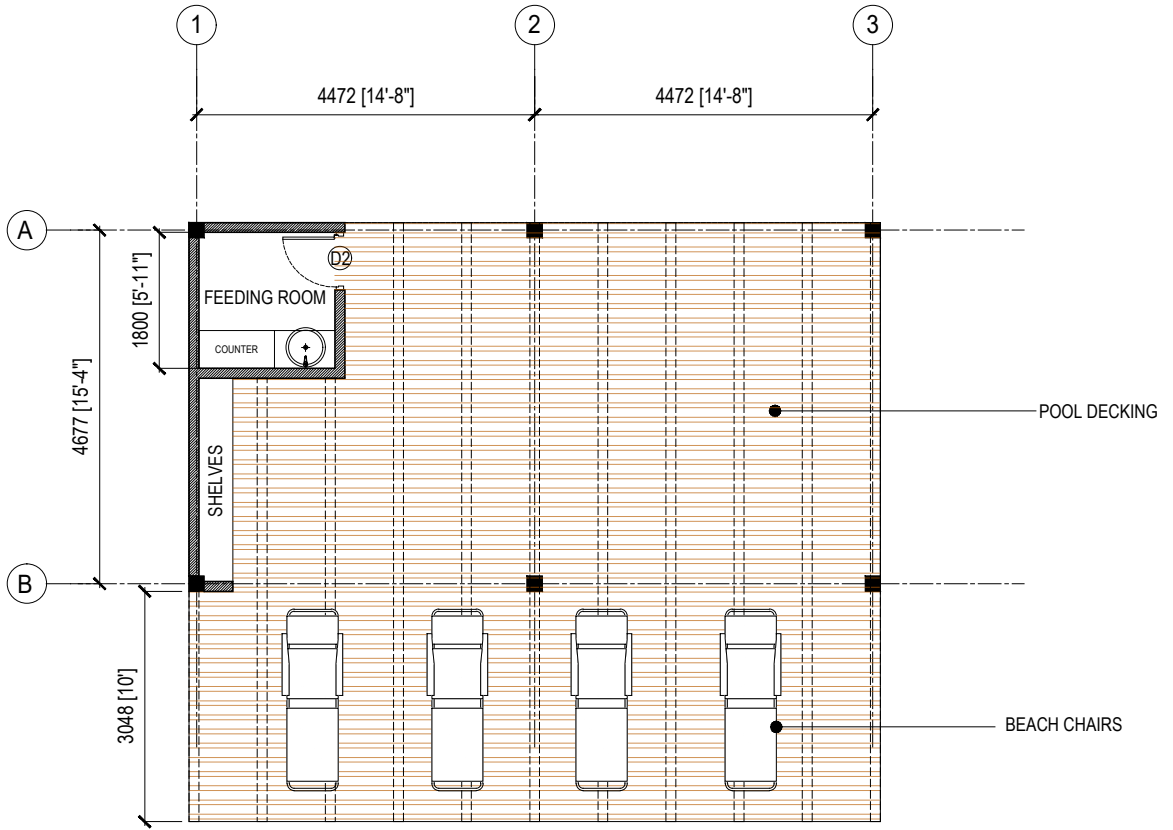 1
2
3
4472 [14'-8"]
4472 [14'-8"]
A
D2
1800 [5'-11"]
FEEDING ROOM
COUNTER
4677 [15'-4"]
POOL DECKING
SHELVES
B
3048 [10']
BEACH CHAIRS